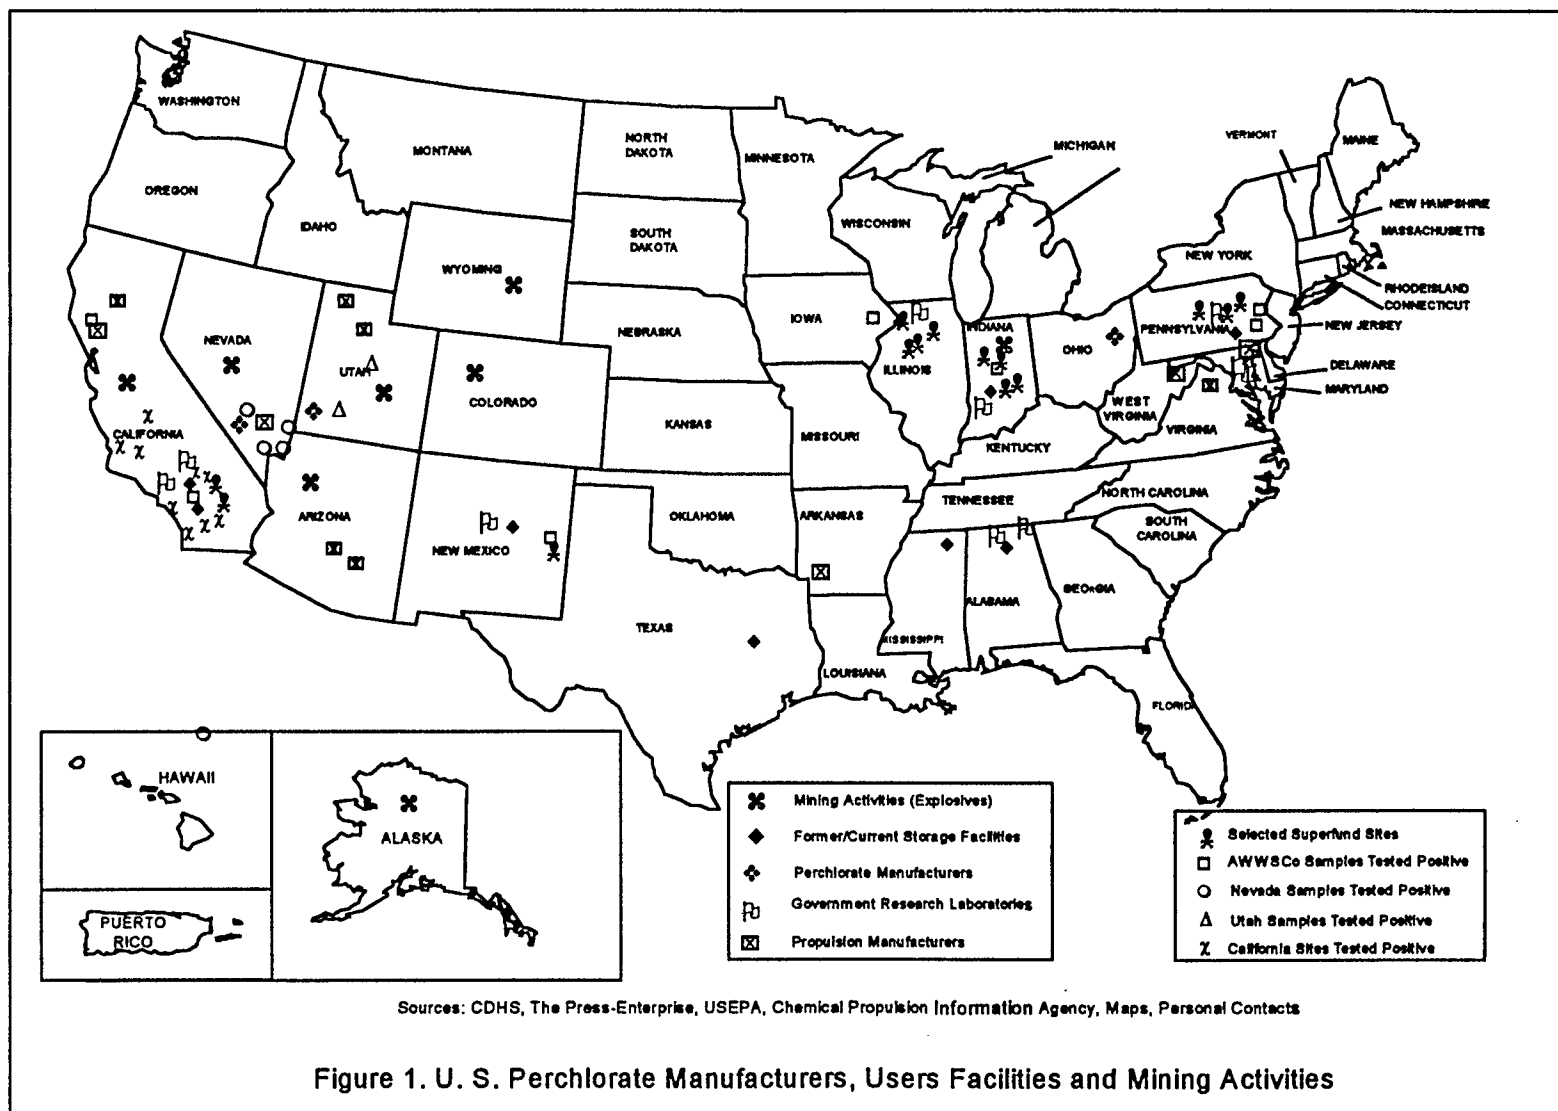 WASHINGTON
MONTANA
NORTH
DAKOTA
MINNESOTA
MICHIGAN
VERMONT
MAINE
OREGON
IDAHO
SOUTH
DAKOTA
WISCONSIN
NEW HAMPSHIRE
MASSACHUSETTS
NEW YORK
WYOMING
RHODEISLAND
CONNECTICUT
NEVADA
NEBRASKA
IOWA
INDIANA
PENNSYLVANIA
NEW JERSEY
UTAH
ILLINOIS
OHIO
DELAWARE
MARYLAND
COLORADO
WEST
VIRGINIA
CALIFORNIA
KANSAS
MISSOURI
KENTUCKY
VIRGINIA
ARIZONA
NEW MEXICO
OKLAHOMA
ARKANSAS
TENNESSEE
NORTH CAROLINA
SOUTH
CAROLINA
TEXAS
ALABAMA
GEORGIA
MISSISSIPPI
LOUISIANA
FLORIDA
HAWAII
ALASKA
PUERTO
RICO
Mining Activities (Explosives)
Former/Current Storage Facilities
Perchlorate Manufacturers
Government Research Laboratories
Propulsion Manufacturers
Selected Superfund Sites
AWWSCo Samples Tested Positive
Nevada Samples Tested Positive
Utah Samples Tested Positive
California Sites Tested Positive
Sources: CDHS, The Press-Enterprise, USEPA, Chemical Propulsion Information Agency, Maps, Personal Contacts
Figure 1. U. S. Perchlorate Manufacturers, Users Facilities and Mining Activities